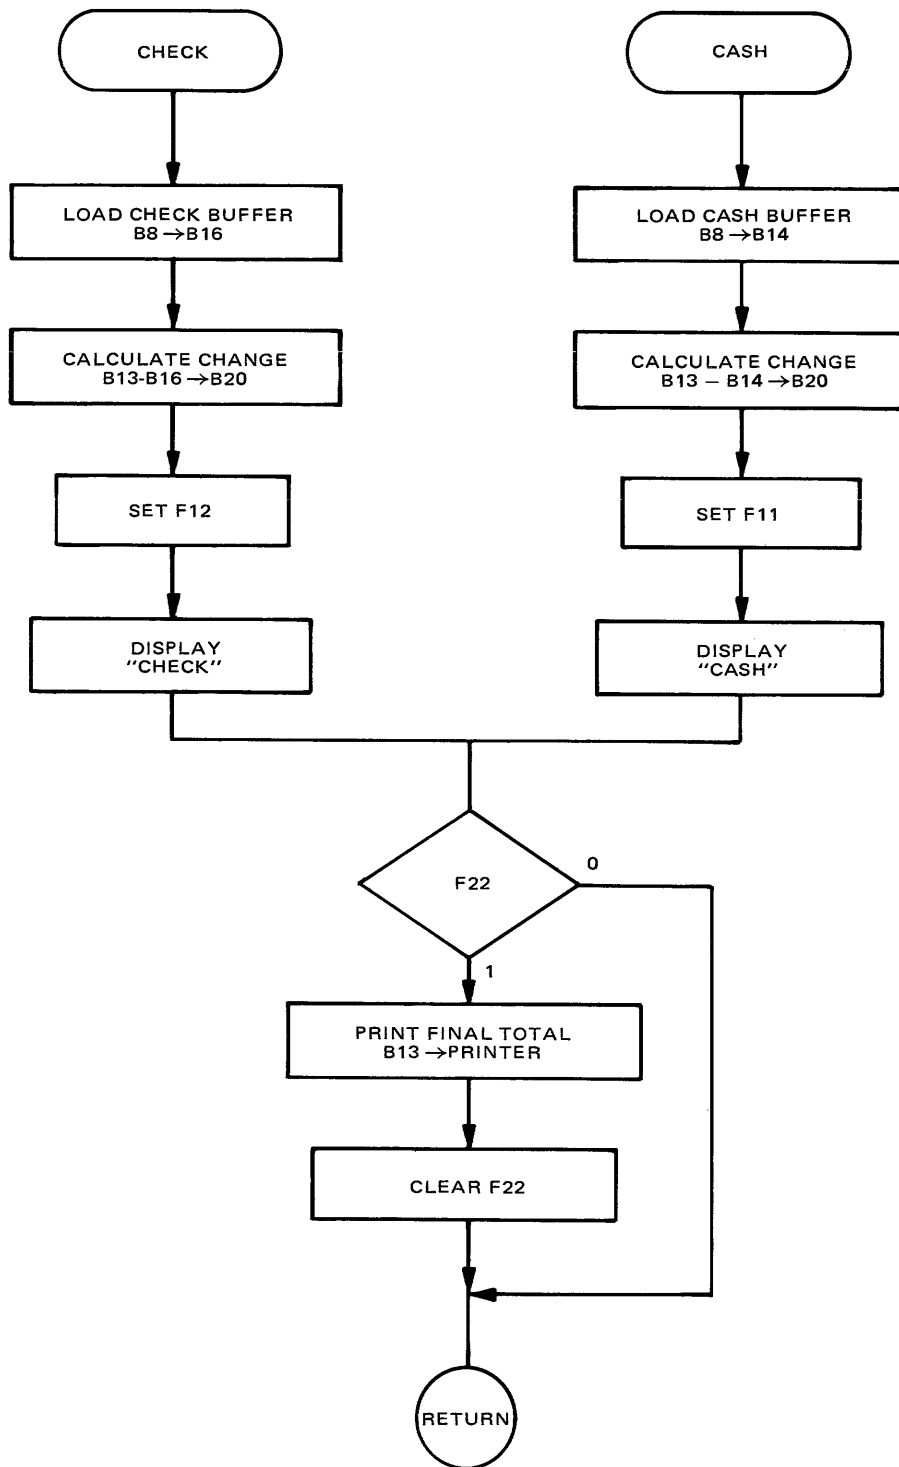 CHECK
LOAD CHECK BUFFER
B8→B16
CALCULATE CHANGE
B13-B16→B20
SET F12
DISPLAY
“CHECK”
CASH
LOAD CASH BUFFER
B8→B14
CALCULATE CHANGE
B13 – B14→B20
SET F11
DISPLAY
“CASH”
F22
0
1
PRINT FINAL TOTAL
B13→PRINTER
CLEAR F22
RETURN